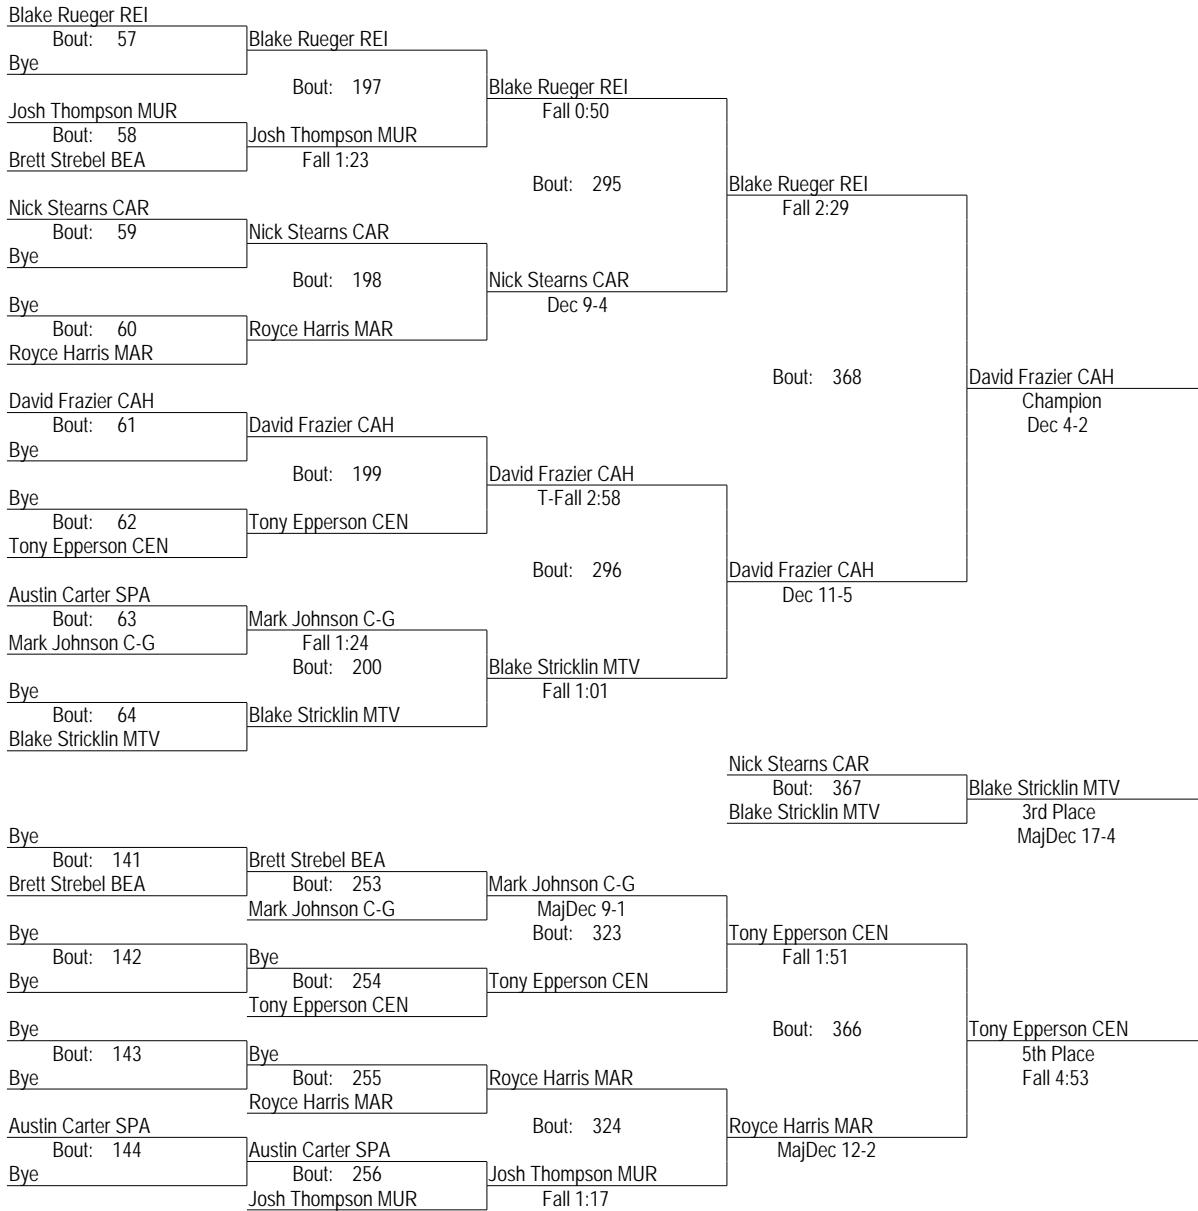 Blake Rueger REI
Bout: 57
Blake Rueger REI
Bye
Bout: 197
Blake Rueger REI
Josh Thompson MUR
Fall 0:50
Bout: 58
Josh Thompson MUR
Brett Strebel BEA
Fall 1:23
Bout: 295
Blake Rueger REI
Nick Stearns CAR
Fall 2:29
Bout: 59
Nick Stearns CAR
Bye
Bout: 198
Nick Stearns CAR
Bye
Dec 9-4
Bout: 60
Royce Harris MAR
Royce Harris MAR
Bout: 368
David Frazier CAH
David Frazier CAH
Champion
Bout: 61
David Frazier CAH
Dec 4-2
Bye
Bout: 199
David Frazier CAH
Bye
T-Fall 2:58
Bout: 62
Tony Epperson CEN
Tony Epperson CEN
Bout: 296
David Frazier CAH
Austin Carter SPA
Dec 11-5
Bout: 63
Mark Johnson C-G
Mark Johnson C-G
Fall 1:24
Bout: 200
Blake Stricklin MTV
Bye
Fall 1:01
Bout: 64
Blake Stricklin MTV
Blake Stricklin MTV
Nick Stearns CAR
Bout: 367
Blake Stricklin MTV
Blake Stricklin MTV
3rd Place
Bye
MajDec 17-4
Bout: 141
Brett Strebel BEA
Brett Strebel BEA
Bout: 253
Mark Johnson C-G
Mark Johnson C-G
MajDec 9-1
Bye
Bout: 323
Tony Epperson CEN
Bout: 142
Bye
Fall 1:51
Bye
Bout: 254
Tony Epperson CEN
Tony Epperson CEN
Bye
Bout: 366
Tony Epperson CEN
Bout: 143
Bye
5th Place
Bye
Bout: 255
Royce Harris MAR
Fall 4:53
Royce Harris MAR
Austin Carter SPA
Bout: 324
Royce Harris MAR
Bout: 144
Austin Carter SPA
MajDec 12-2
Bye
Bout: 256
Josh Thompson MUR
Josh Thompson MUR
Fall 1:17